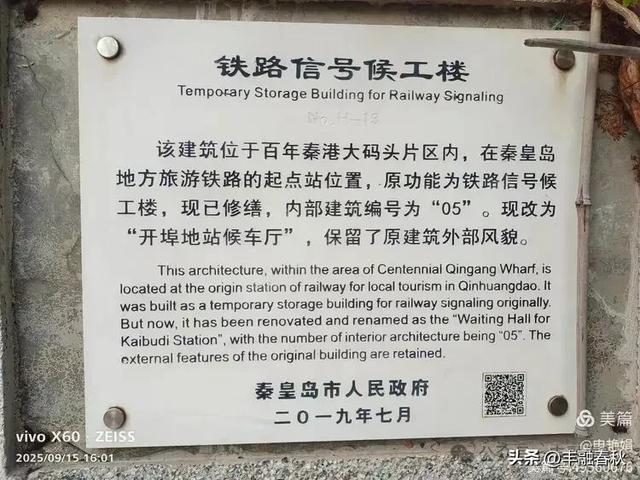 铁路信号候工楼
Temporary Storage Building for Railway Signaling
No.H-13
该建筑位于百年秦港大码头片区内，在秦皇岛
地方旅游铁路的起点站位置，原功能为铁路信号候
工楼，现已修缮，内部建筑编号为“05”。现改为
“开埠地站候车厅”，保留了原建筑外部风貌。
This architecture, within the area of Centennial Qingang Wharf, is
located at the origin station of railway for local tourism in Qinhuangdao. It
was built as a temporary storage building for railway signaling originally.
But now, it has been renovated and renamed as the “Waiting Hall for
Kaibudi Station”, with the number of interior architecture being “05”. The
external features of the original building are retained.
秦皇岛市人民政府
二〇一九年七月
vivo X60 · ZEISS
2025/09/15 16:01
美篇
头条 @丰融春秋